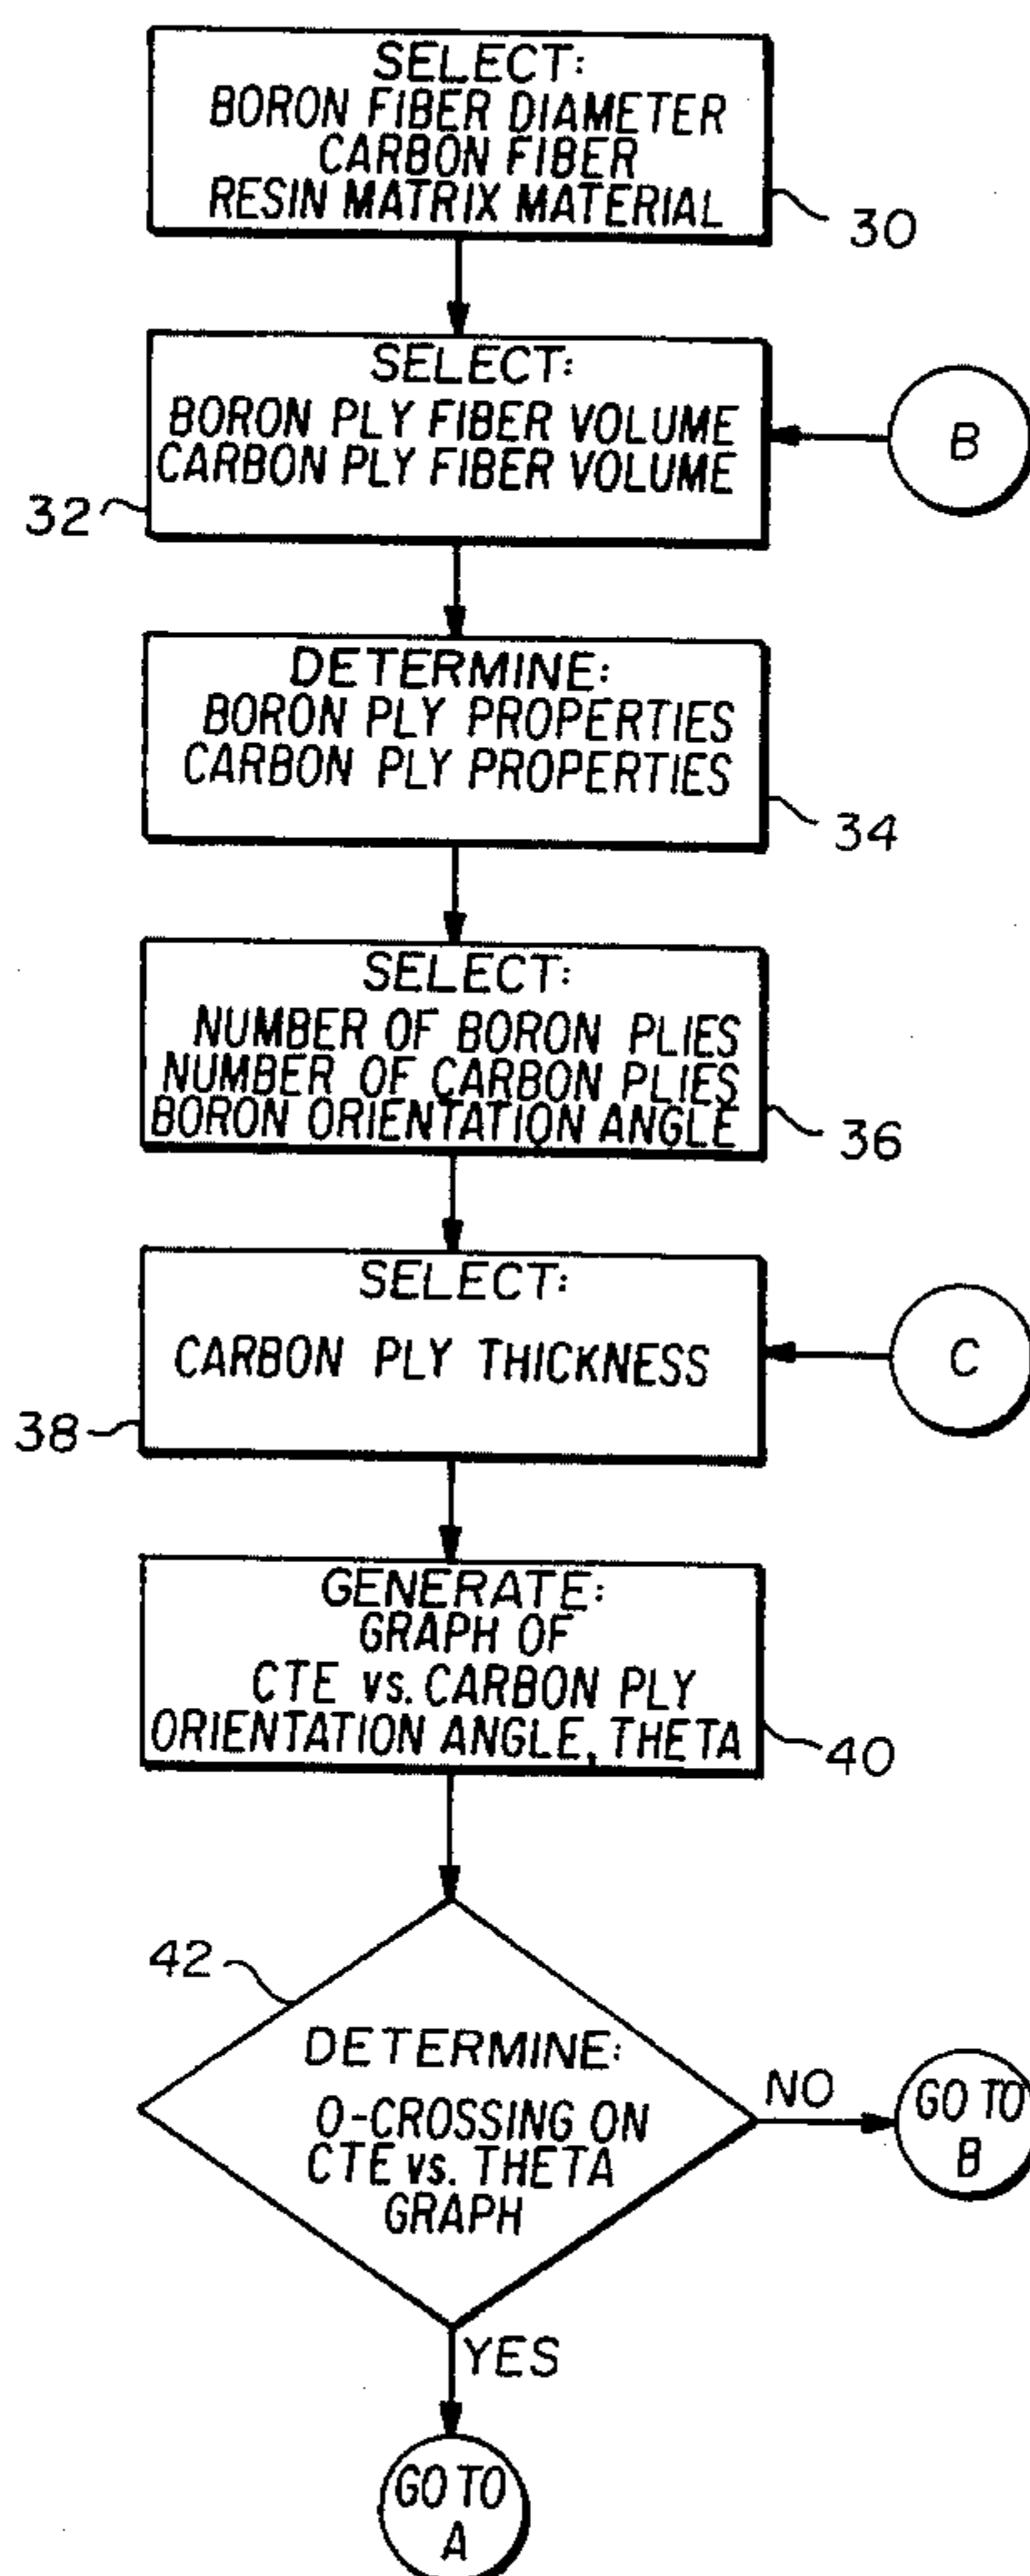 SELECT:
BORON FIBER DIAMETER
CARBON FIBER
RESIN MATRIX MATERIAL
30
SELECT:
BORON PLY FIBER VOLUME
CARBON PLY FIBER VOLUME
32
B
DETERMINE:
BORON PLY PROPERTIES
CARBON PLY PROPERTIES
34
SELECT:
NUMBER OF BORON PLIES
NUMBER OF CARBON PLIES
BORON ORIENTATION ANGLE
36
SELECT:
CARBON PLY THICKNESS
38
C
GENERATE:
GRAPH OF
CTE vs. CARBON PLY
ORIENTATION ANGLE, THETA
40
42
DETERMINE:
0-CROSSING ON
CTE vs. THETA
GRAPH
NO
GO TO
B
YES
GO TO
A